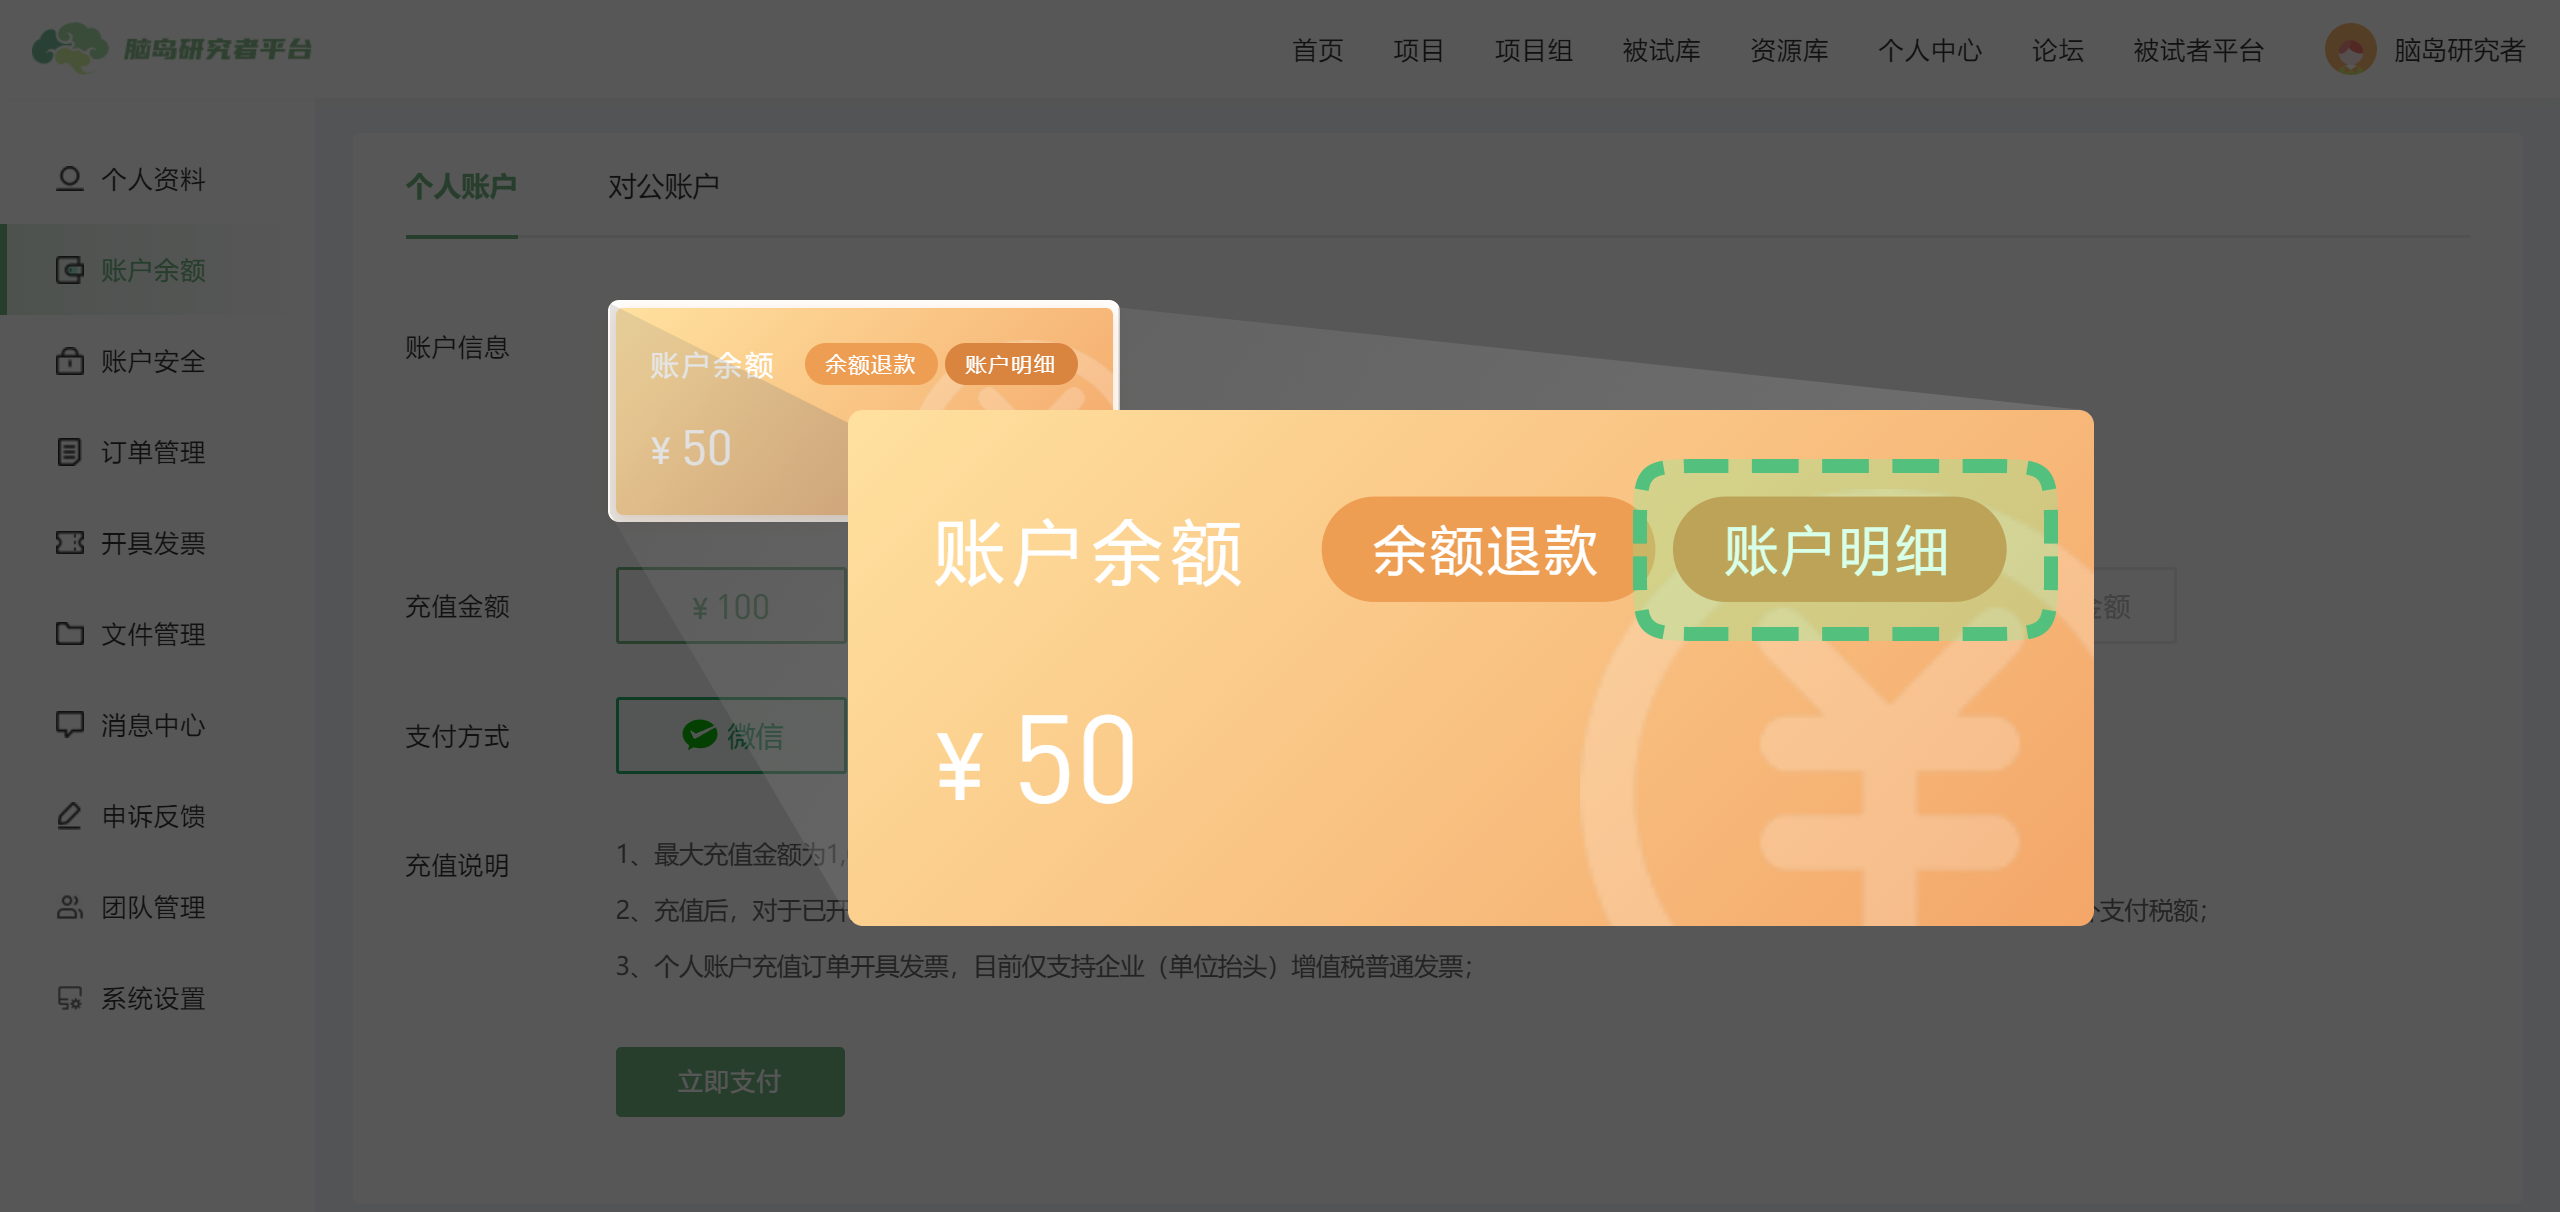 脑岛研究者平台
首页
项目
项目组
被试库
资源库
个人中心
论坛
被试者平台
脑岛研究者
个人资料
账户余额
账户安全
订单管理
开具发票
文件管理
消息中心
申诉反馈
团队管理
系统设置
个人账户
对公账户
账户信息
账户余额
余额退款
账户明细
¥ 50
账户余额
余额退款
账户明细
¥ 50
充值金额
¥ 100
金额
支付方式
微信
充值说明
1、最大充值金额为1,
2、充值后，对于已开
支付税额；
3、个人账户充值订单开具发票，目前仅支持企业（单位抬头）增值税普通发票；
立即支付